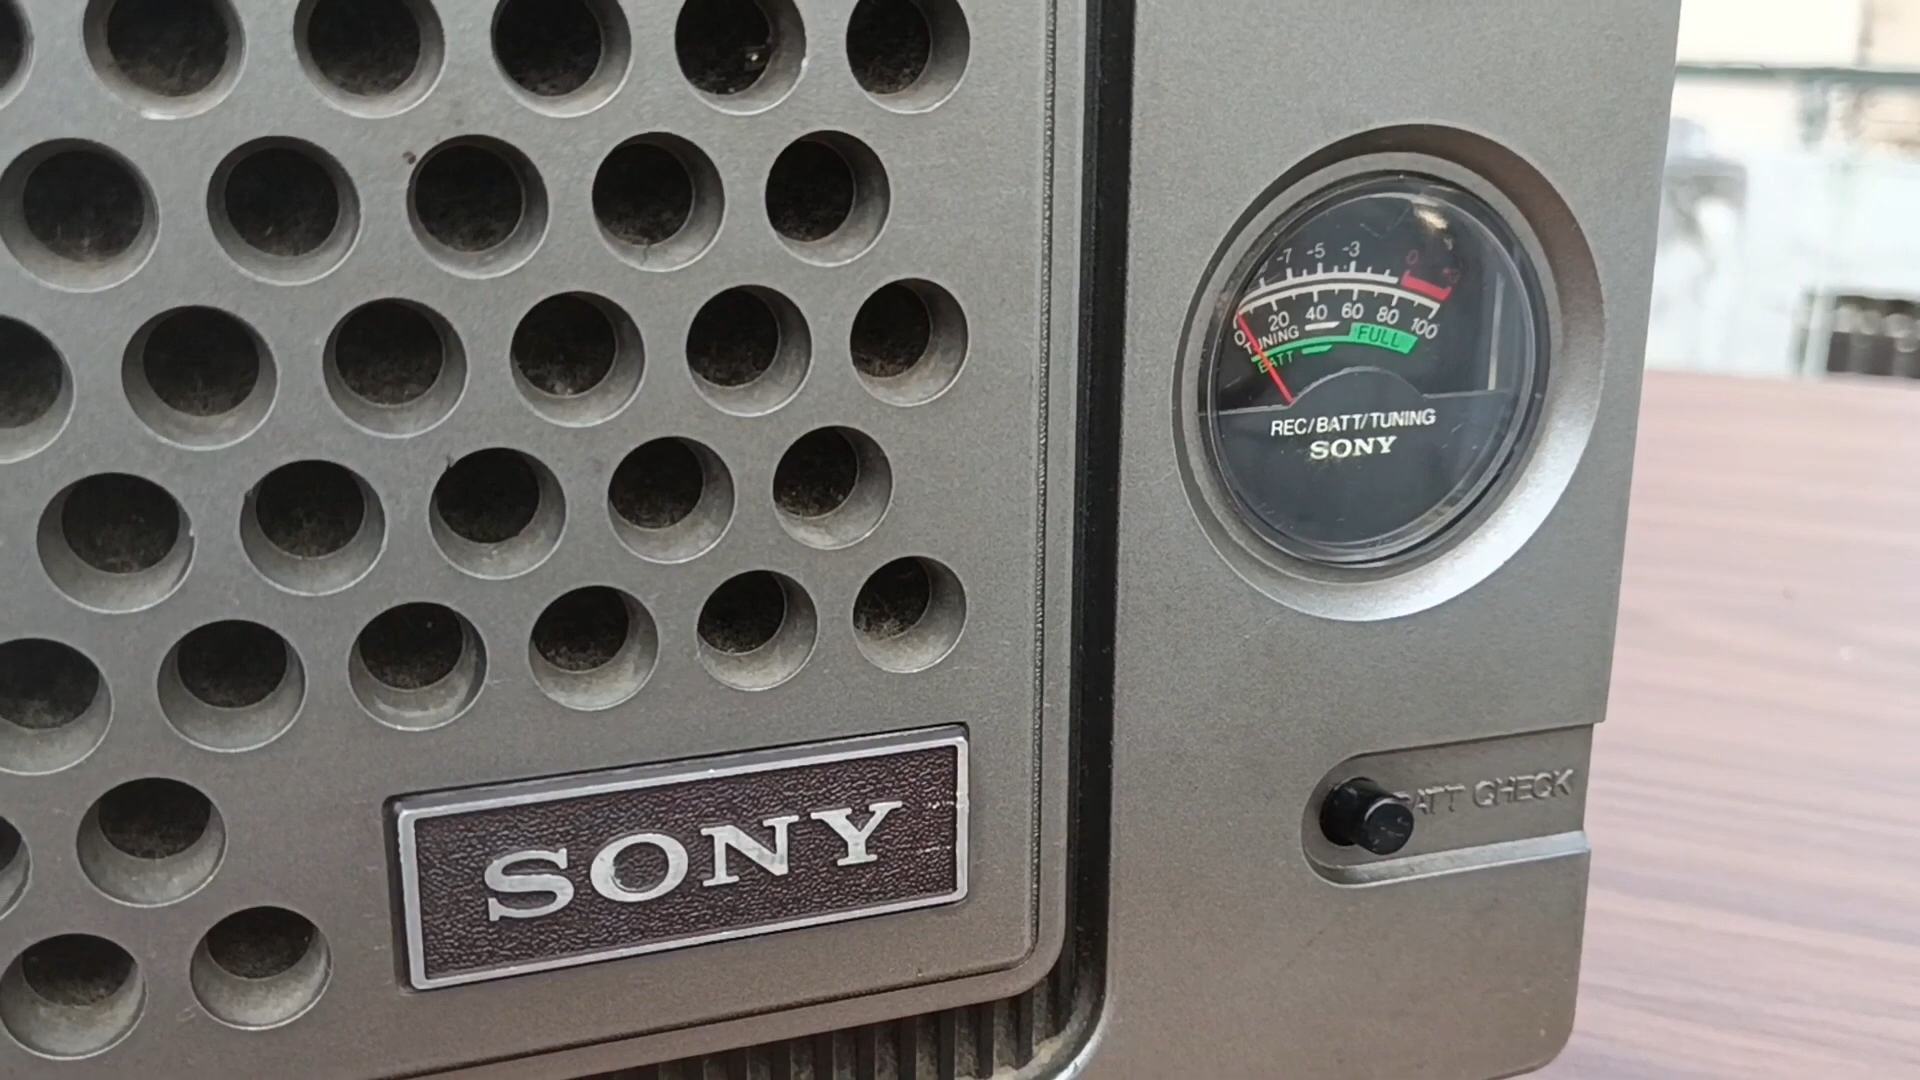 -7 -5 -3 0
0 20 40 60 80 100
TUNING
BATT FULL
REC/BATT/TUNING
SONY
BATT CHECK
SONY